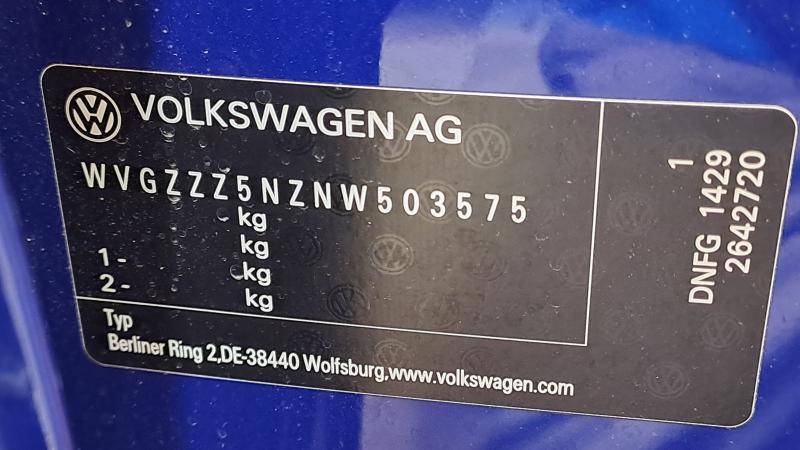 VOLKSWAGEN AG
WVGZZZ5NZNW503575
kg
kg
1- kg
2- kg
Typ
Berliner Ring 2,DE-38440 Wolfsburg,www.volkswagen.com
1
DNFG 1429
2642720